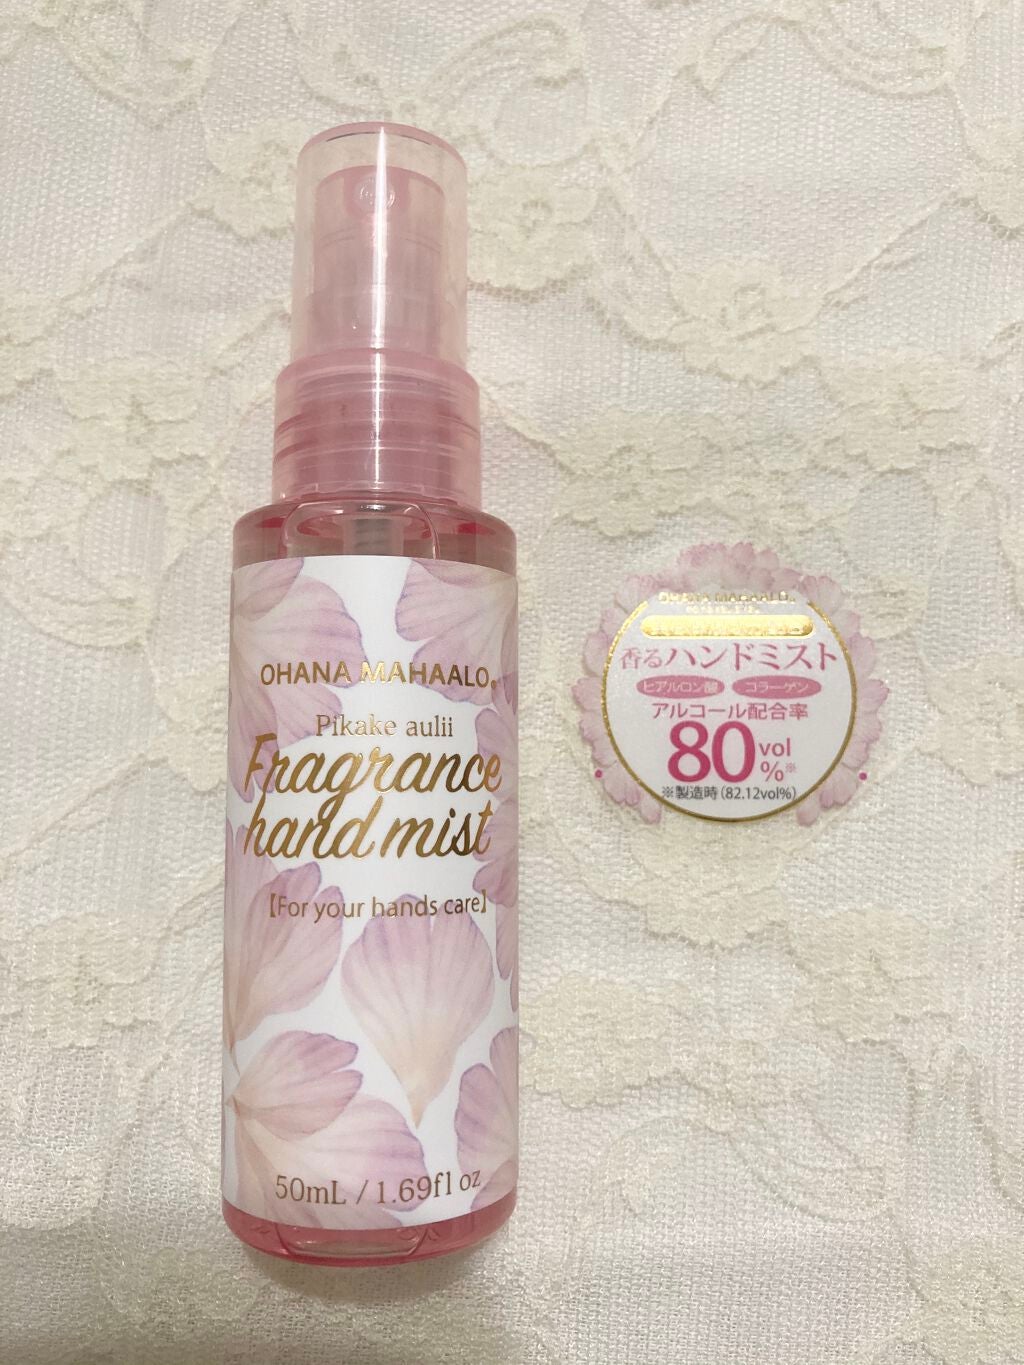 OHANA MAHAALO®
Pikake aulii
Fragrance
hand mist
【For your hands care】
50mL / 1.69fl oz
OHANA MAHAALO®
香るハンドミスト
ヒアルロン酸 コラーゲン
アルコール配合率
80vol%※
※製造時(82.12vol%)